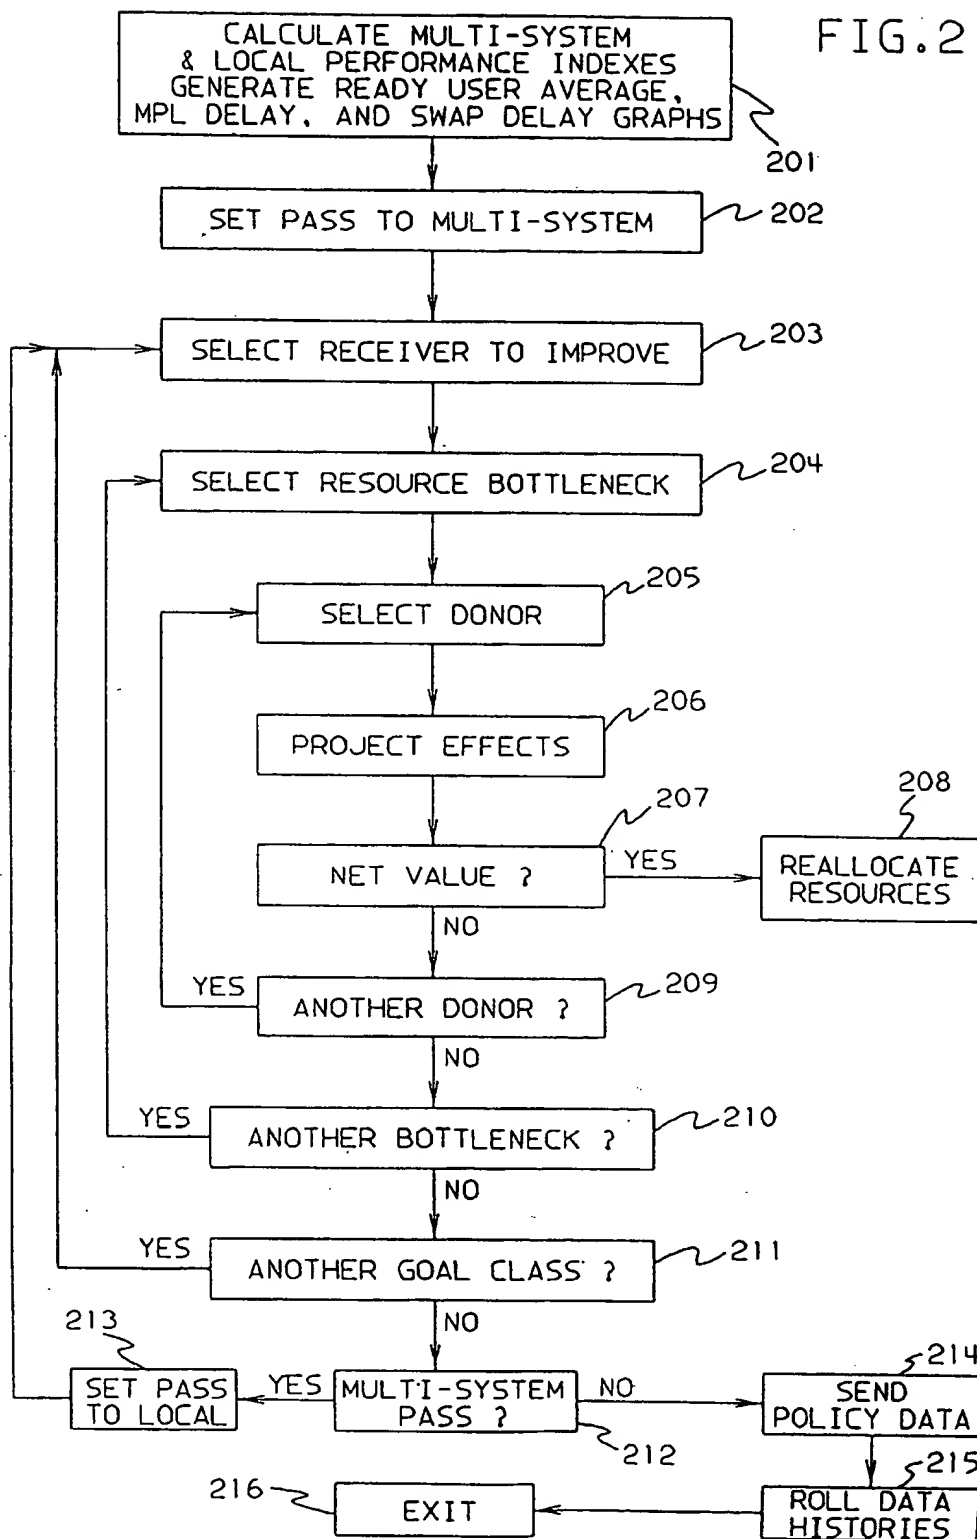 FIG.2
CALCULATE MULTI-SYSTEM
& LOCAL PERFORMANCE INDEXES
GENERATE READY USER AVERAGE,
MPL DELAY, AND SWAP DELAY GRAPHS
201
SET PASS TO MULTI-SYSTEM
202
SELECT RECEIVER TO IMPROVE
203
SELECT RESOURCE BOTTLENECK
204
SELECT DONOR
205
PROJECT EFFECTS
206
NET VALUE ?
207
YES
REALLOCATE
RESOURCES
208
NO
YES
ANOTHER DONOR ?
209
NO
YES
ANOTHER BOTTLENECK ?
210
NO
YES
ANOTHER GOAL CLASS ?
211
NO
213
SET PASS
TO LOCAL
YES
MULTI-SYSTEM
PASS ?
212
NO
214
SEND
POLICY DATA
215
ROLL DATA
HISTORIES
216
EXIT